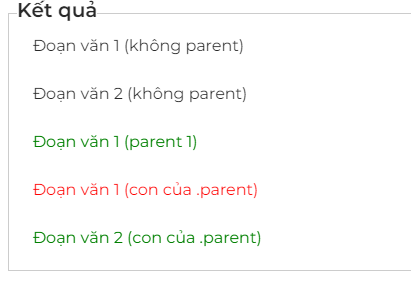 Kết quả
Đoạn văn 1 (không parent)
Đoạn văn 2 (không parent)
Đoạn văn 1 (parent 1)
Đoạn văn 1 (con của .parent)
Đoạn văn 2 (con của .parent)